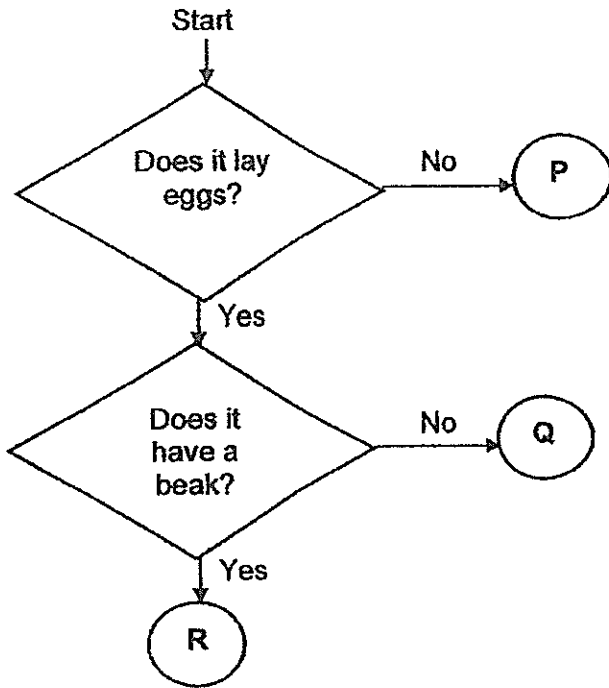 Start
Does it lay
eggs?
No
P
Yes
Does it
have a
beak?
No
Q
Yes
R